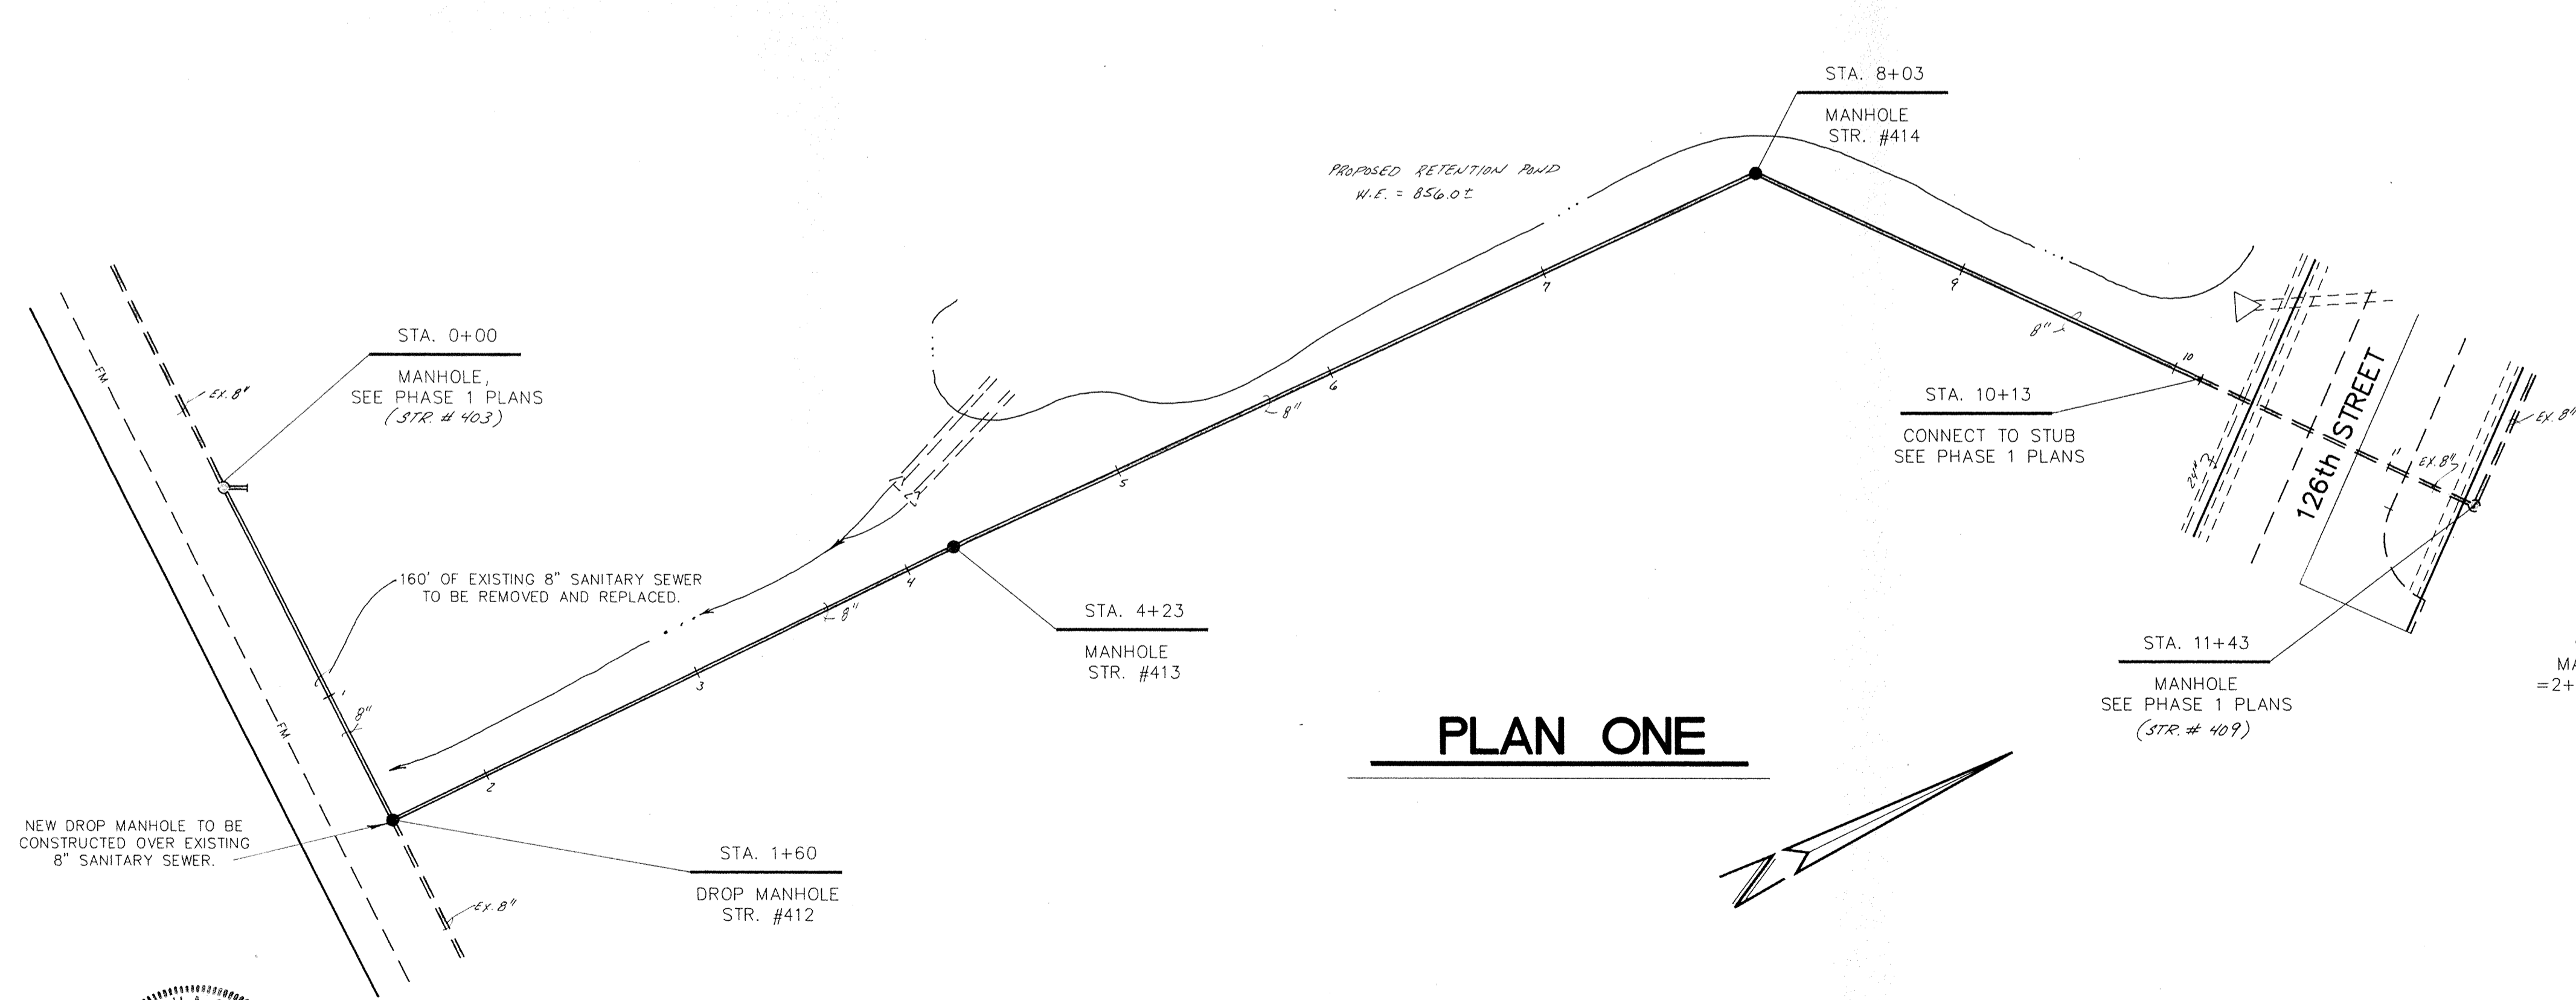 STA. 8+03
MANHOLE
STR. #414
PROPOSED RETENTION POND
W.E. = 856.0±
STA. 0+00
MANHOLE,
SEE PHASE 1 PLANS
(STR. # 403)
EX. 8"
FM
160' OF EXISTING 8" SANITARY SEWER
TO BE REMOVED AND REPLACED.
1
8"
FM
NEW DROP MANHOLE TO BE
CONSTRUCTED OVER EXISTING
8" SANITARY SEWER.
STA. 1+60
DROP MANHOLE
STR. #412
EX. 8"
2
3
8"
4
STA. 4+23
MANHOLE
STR. #413
5
8"
6
7
9
8"
10
STA. 10+13
CONNECT TO STUB
SEE PHASE 1 PLANS
24"
126th STREET
11
EX. 8"
EX. 8"
STA. 11+43
MANHOLE
SEE PHASE 1 PLANS
(STR. # 409)
MA
=2+
PLAN ONE
N